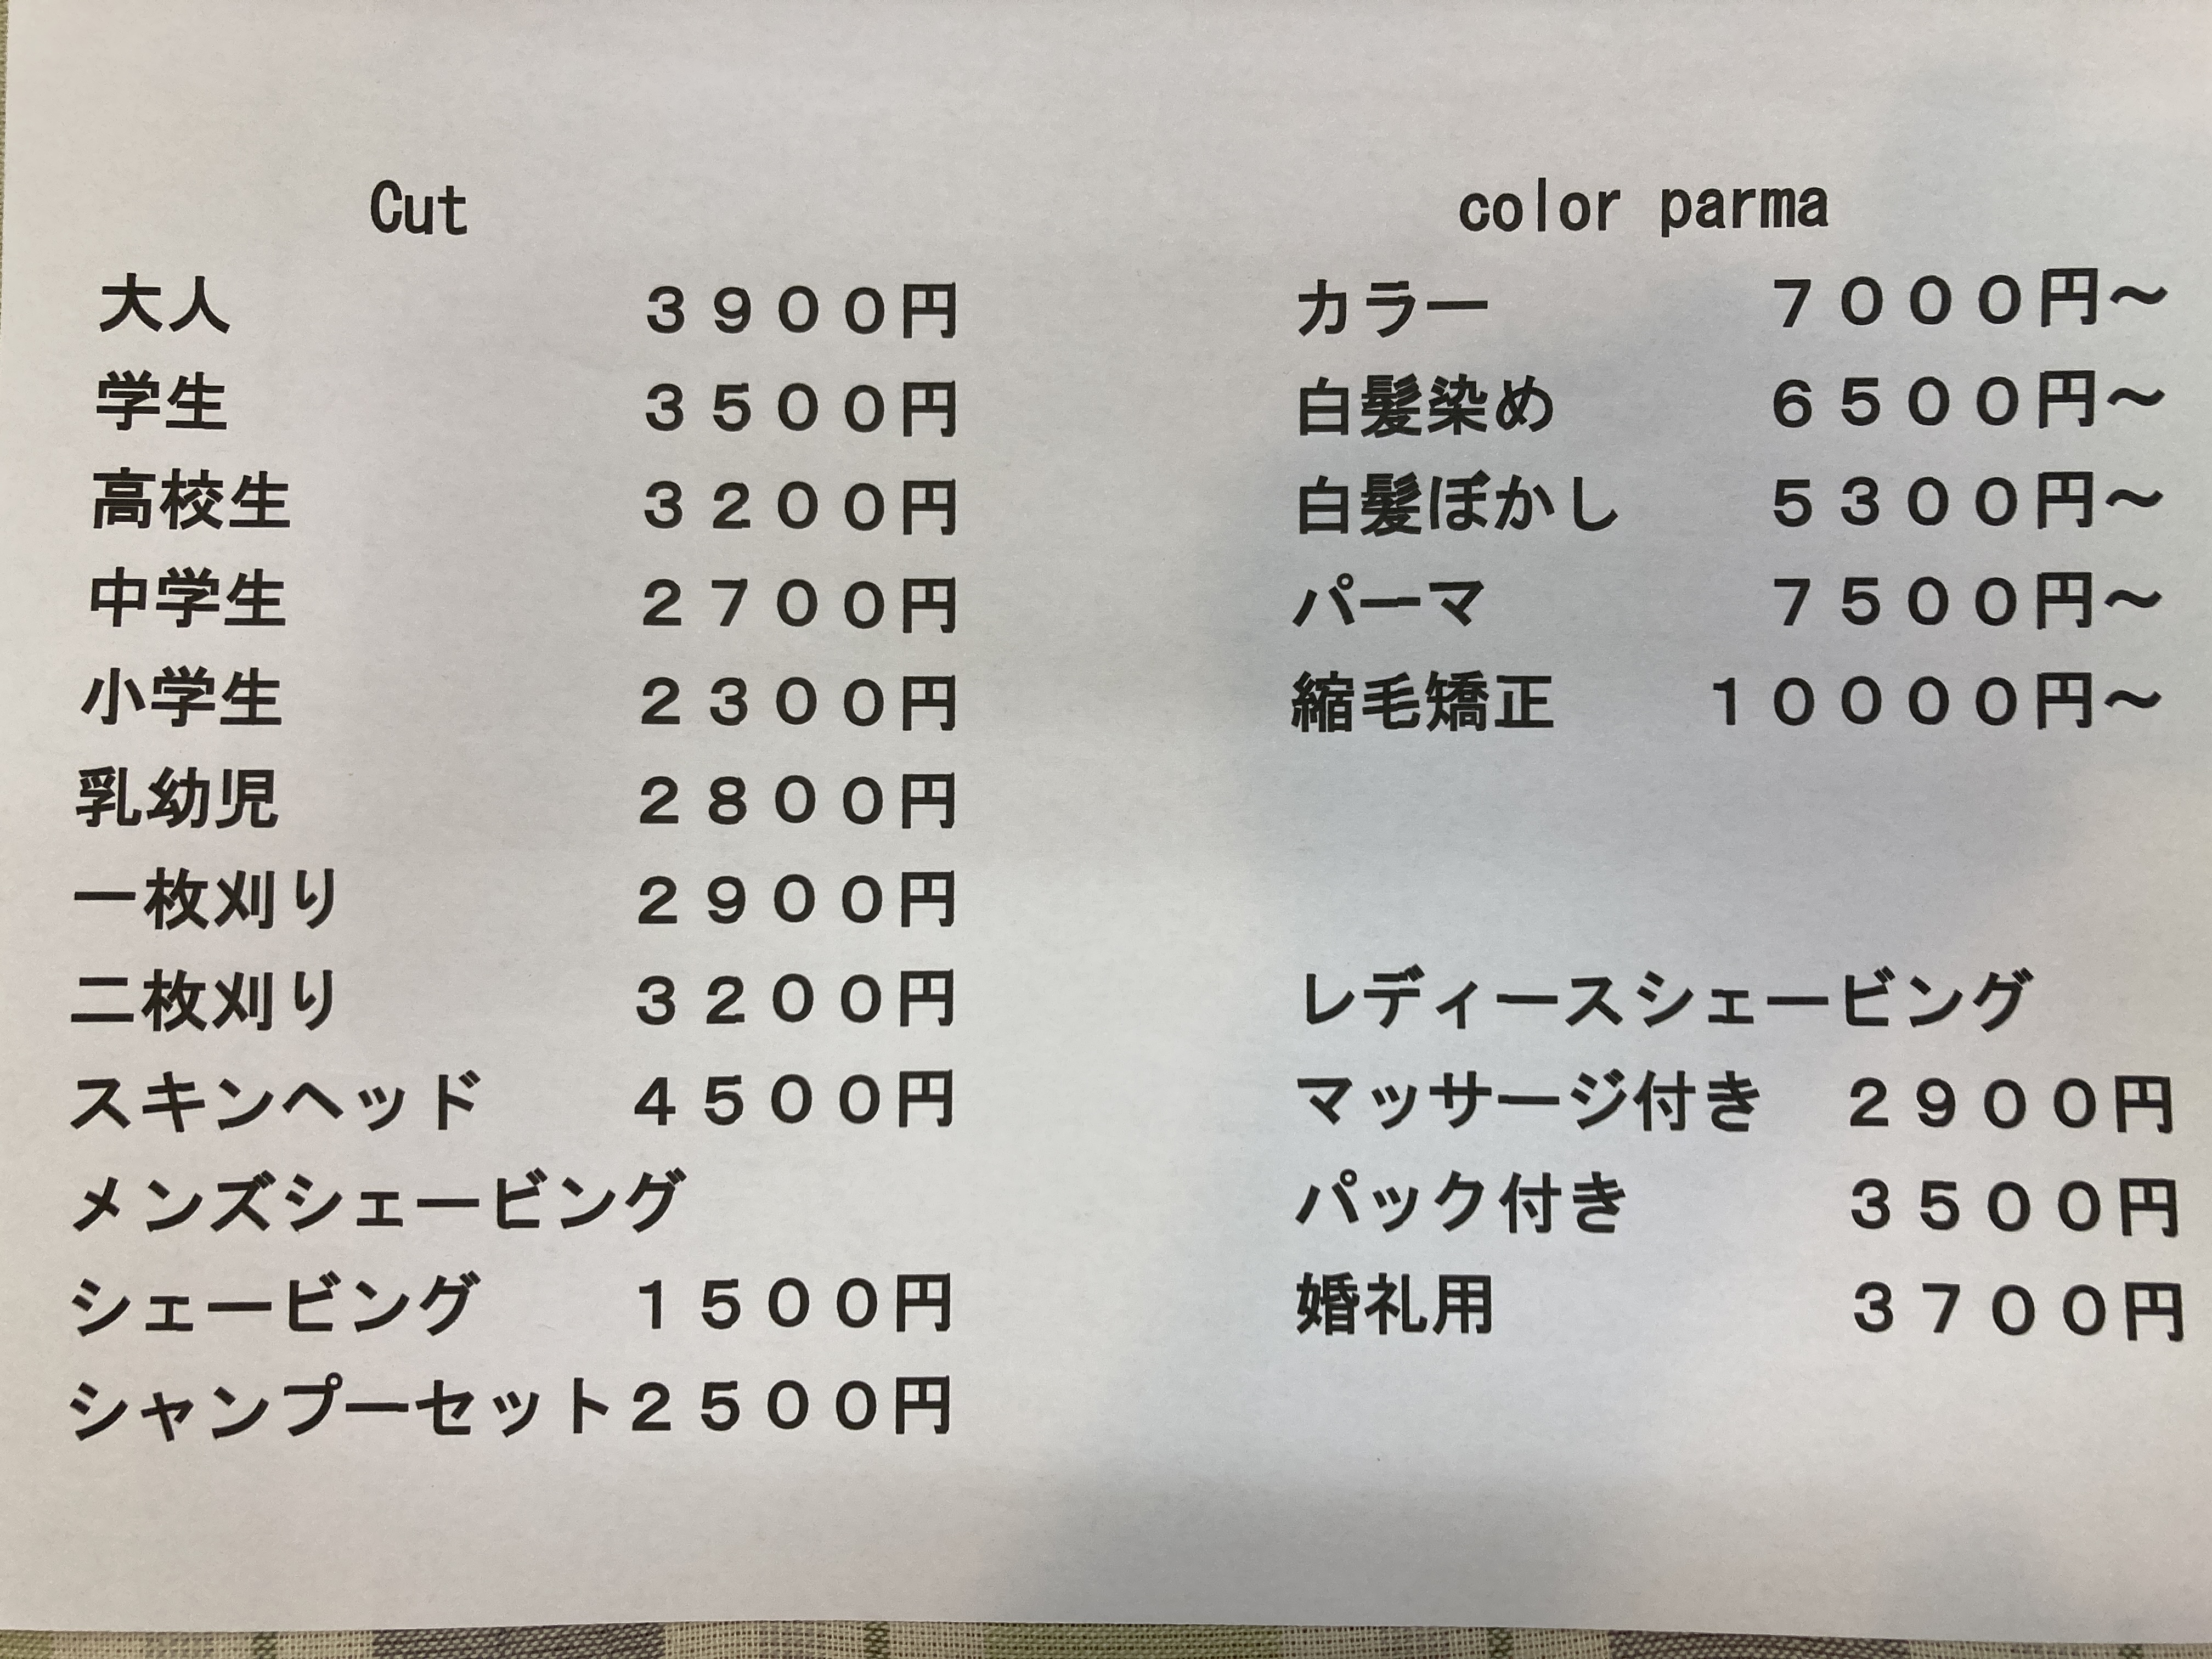 Cut
大人 3900円
学生 3500円
高校生 3200円
中学生 2700円
小学生 2300円
乳幼児 2800円
一枚刈り 2900円
二枚刈り 3200円
スキンヘッド 4500円
メンズシェービング
シェービング 1500円
シャンプーセット2500円
color parma
カラー 7000円~
白髪染め 6500円~
白髪ぼかし 5300円~
パーマ 7500円~
縮毛矯正 10000円~
レディースシェービング
マッサージ付き 2900円
パック付き 3500円
婚礼用 3700円